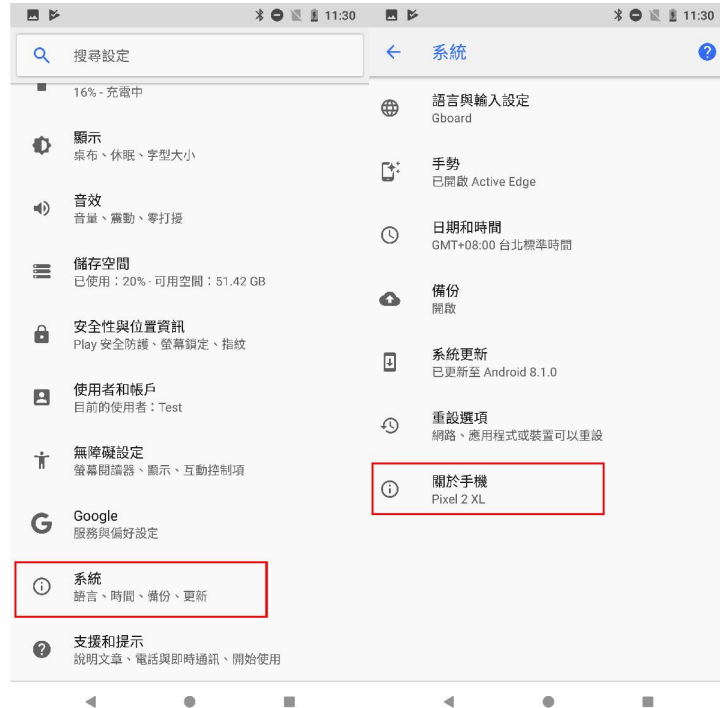 11:30
搜尋設定
16% - 充電中
顯示
桌布、休眠、字型大小
音效
音量、震動、零打擾
儲存空間
已使用：20% - 可用空間：51.42 GB
安全性與位置資訊
Play 安全防護、螢幕鎖定、指紋
使用者和帳戶
目前的使用者：Test
無障礙設定
螢幕閱讀器、顯示、互動控制項
Google
服務與偏好設定
系統
語言、時間、備份、更新
支援和提示
說明文章、電話與即時通訊、開始使用
11:30
系統
語言與輸入設定
Gboard
手勢
已開啟 Active Edge
日期和時間
GMT+08:00 台北標準時間
備份
開啟
系統更新
已更新至 Android 8.1.0
重設選項
網路、應用程式或裝置可以重設
關於手機
Pixel 2 XL